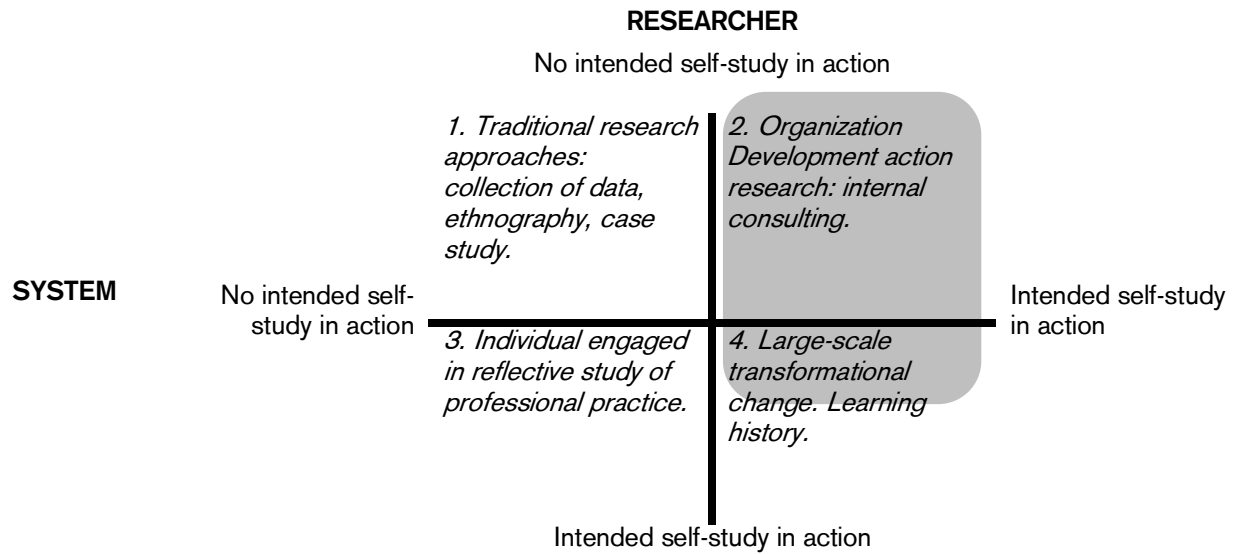 RESEARCHER
No intended self-study in action
1. Traditional research
approaches:
collection of data,
ethnography, case
study.
2. Organization
Development action
research: internal
consulting.
SYSTEM
No intended self-
study in action
Intended self-study
in action
3. Individual engaged
in reflective study of
professional practice.
4. Large-scale
transformational
change. Learning
history.
Intended self-study in action